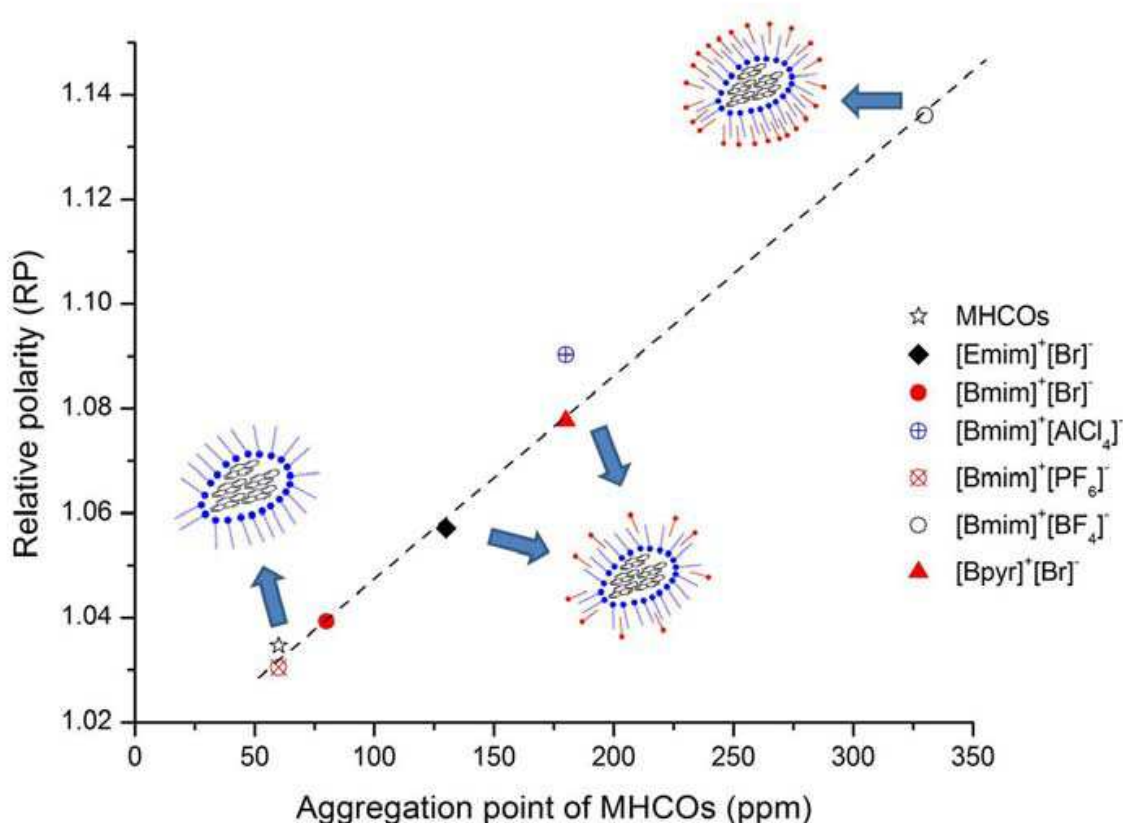 1.14
1.12
1.10
1.08
1.06
1.04
1.02
Relative polarity (RP)
MHCOs
[Emim]⁺[Br]⁻
[Bmim]⁺[Br]⁻
[Bmim]⁺[AlCl₄]⁻
[Bmim]⁺[PF₆]⁻
[Bmim]⁺[BF₄]⁻
[Bpyr]⁺[Br]⁻
0 50 100 150 200 250 300 350
Aggregation point of MHCOs (ppm)